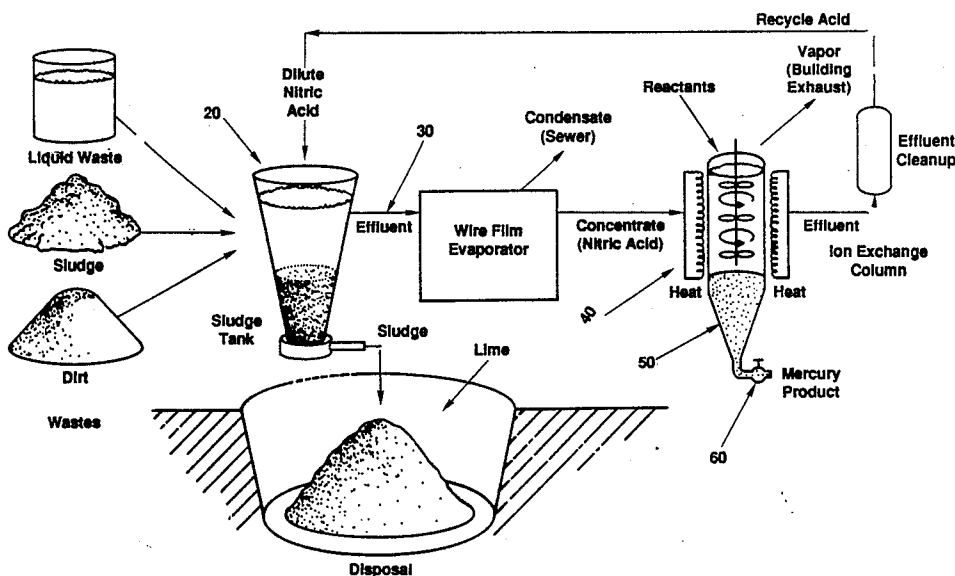 Recycle Acid
Vapor
(Building
Exhaust)
Dilute
Nitric
Acid
Reactants
20
Condensate
(Sewer)
30
Effluent
Cleanup
Liquid Waste
Effluent
Wire Film
Evaporator
Concentrate
(Nitric Acid)
Effluent
Sludge
Ion Exchange
Column
Heat
Heat
40
Sludge
Tank
Sludge
Lime
50
Dirt
Mercury
Product
Wastes
60
Disposal